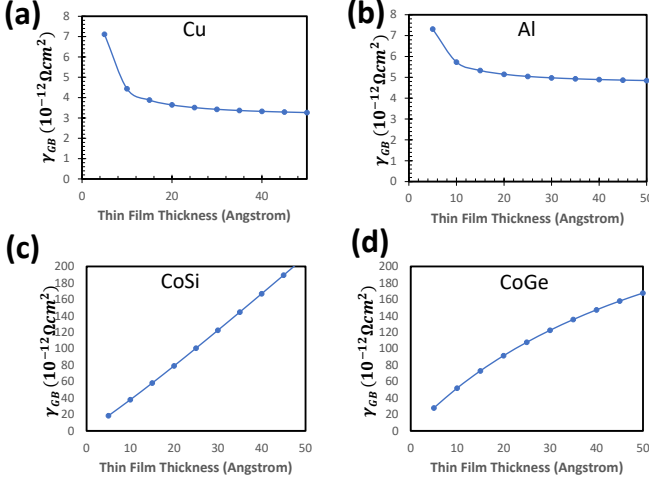 (a)
Cu
γGB (10⁻¹²Ωcm²)
8
7
6
5
4
3
2
1
0
0 20 40
Thin Film Thickness (Angstrom)
(b)
Al
γGB (10⁻¹²Ωcm²)
8
7
6
5
4
3
2
1
0
0 10 20 30 40 50
Thin Film Thickness (Angstrom)
(c)
CoSi
γGB (10⁻¹²Ωcm²)
200
180
160
140
120
100
80
60
40
20
0
0 10 20 30 40 50
Thin Film Thickness (Angstrom)
(d)
CoGe
γGB (10⁻¹²Ωcm²)
200
180
160
140
120
100
80
60
40
20
0
0 10 20 30 40 50
Thin Film Thickness (Angstrom)